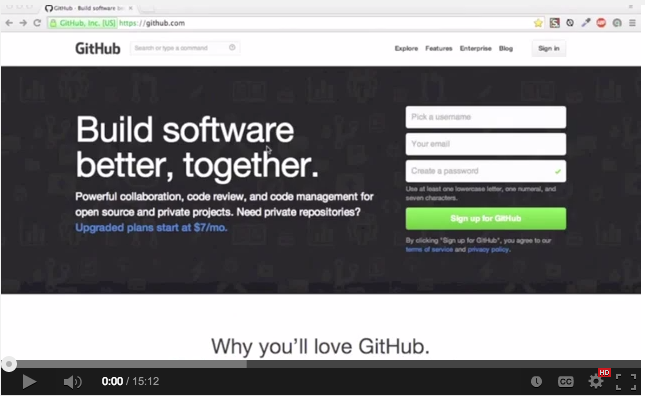 GitHub · Build software be
GitHub, Inc. [US] https://github.com
GitHub
Search or type a command
Explore Features Enterprise Blog Sign in
Build software
better, together.
Powerful collaboration, code review, and code management for
open source and private projects. Need private repositories?
Upgraded plans start at $7/mo.
Pick a username
Your email
Create a password
Use at least one lowercase letter, one numeral, and
seven characters.
Sign up for GitHub
By clicking "Sign up for GitHub", you agree to our
terms of service and privacy policy.
Why you'll love GitHub.
0:00 / 15:12
CC
HD